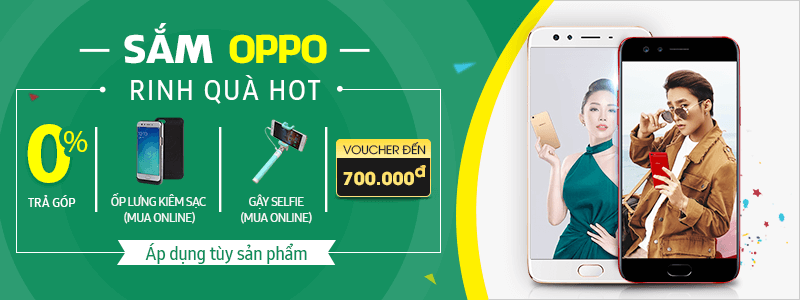 SẮM OPPO
RINH QUÀ HOT
0%
TRẢ GÓP
ỐP LƯNG KIÊM SẠC
(MUA ONLINE)
GẬY SELFIE
(MUA ONLINE)
VOUCHER ĐẾN
700.000đ
Áp dụng tùy sản phẩm